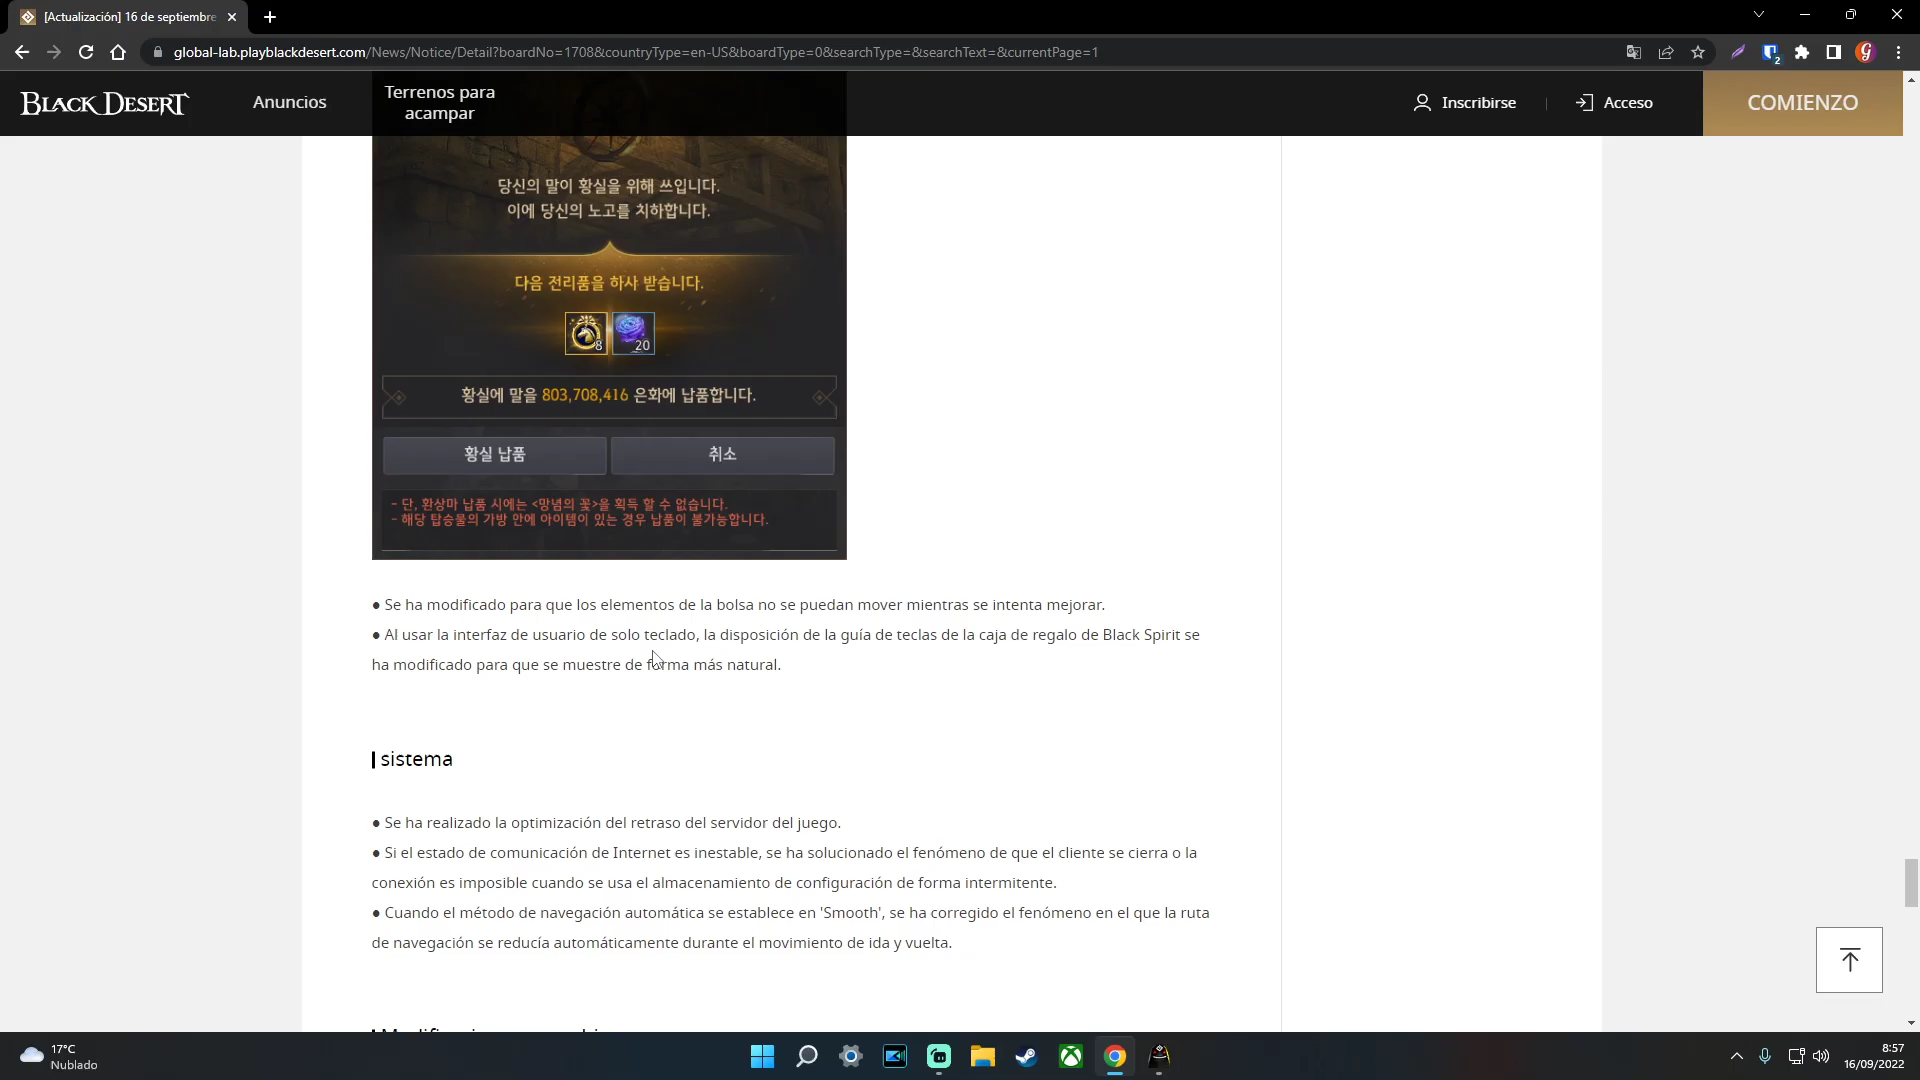 [Actualización] 16 de septiembre
global-lab.playblackdesert.com/News/Notice/Detail?boardNo=1708&countryType=en-US&boardType=0&searchType=&searchText=&currentPage=1
2
BLACK DESERT
Anuncios
Terrenos para
acampar
Inscribirse
Acceso
COMIENZO
당신의 말이 황실을 위해 쓰입니다.
이에 당신의 노고를 치하합니다.
다음 전리품을 하사 받습니다.
8
20
황실에 말을 803,708,416 은화에 납품합니다.
황실 납품
취소
- 단, 환상마 납품 시에는 <망념의 꽃>을 획득 할 수 없습니다.
- 해당 탑승물의 가방 안에 아이템이 있는 경우 납품이 불가능합니다.
● Se ha modificado para que los elementos de la bolsa no se puedan mover mientras se intenta mejorar.
● Al usar la interfaz de usuario de solo teclado, la disposición de la guía de teclas de la caja de regalo de Black Spirit se
ha modificado para que se muestre de forma más natural.
sistema
● Se ha realizado la optimización del retraso del servidor del juego.
● Si el estado de comunicación de Internet es inestable, se ha solucionado el fenómeno de que el cliente se cierra o la
conexión es imposible cuando se usa el almacenamiento de configuración de forma intermitente.
● Cuando el método de navegación automática se establece en 'Smooth', se ha corregido el fenómeno en el que la ruta
de navegación se reducía automáticamente durante el movimiento de ida y vuelta.
17°C
Nublado
8:57
16/09/2022